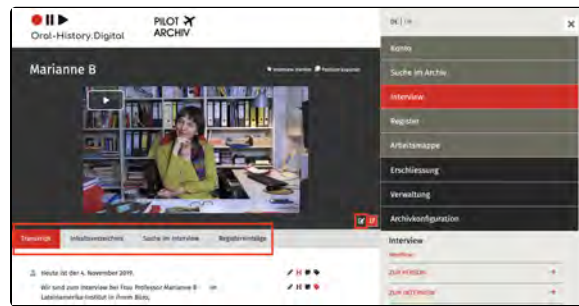 Oral-History.Digital
PILOT
ARCHIV
DE |
Marianne B
Konto
Suche im Archiv
Interview
Register
Arbeitsmappe
Erschliessung
Verwaltung
Archivkonfiguration
Transkript
Inhaltsverzeichnis
Suche im Interview
Registereinträge
Interview
ZUR PERSON
ZUM INTERVIEW
Heute ist der 4. November 2019.
Wir sind zum Interview bei Frau Professor Marianne B im
Lateinamerika-Institut in ihrem Büro,